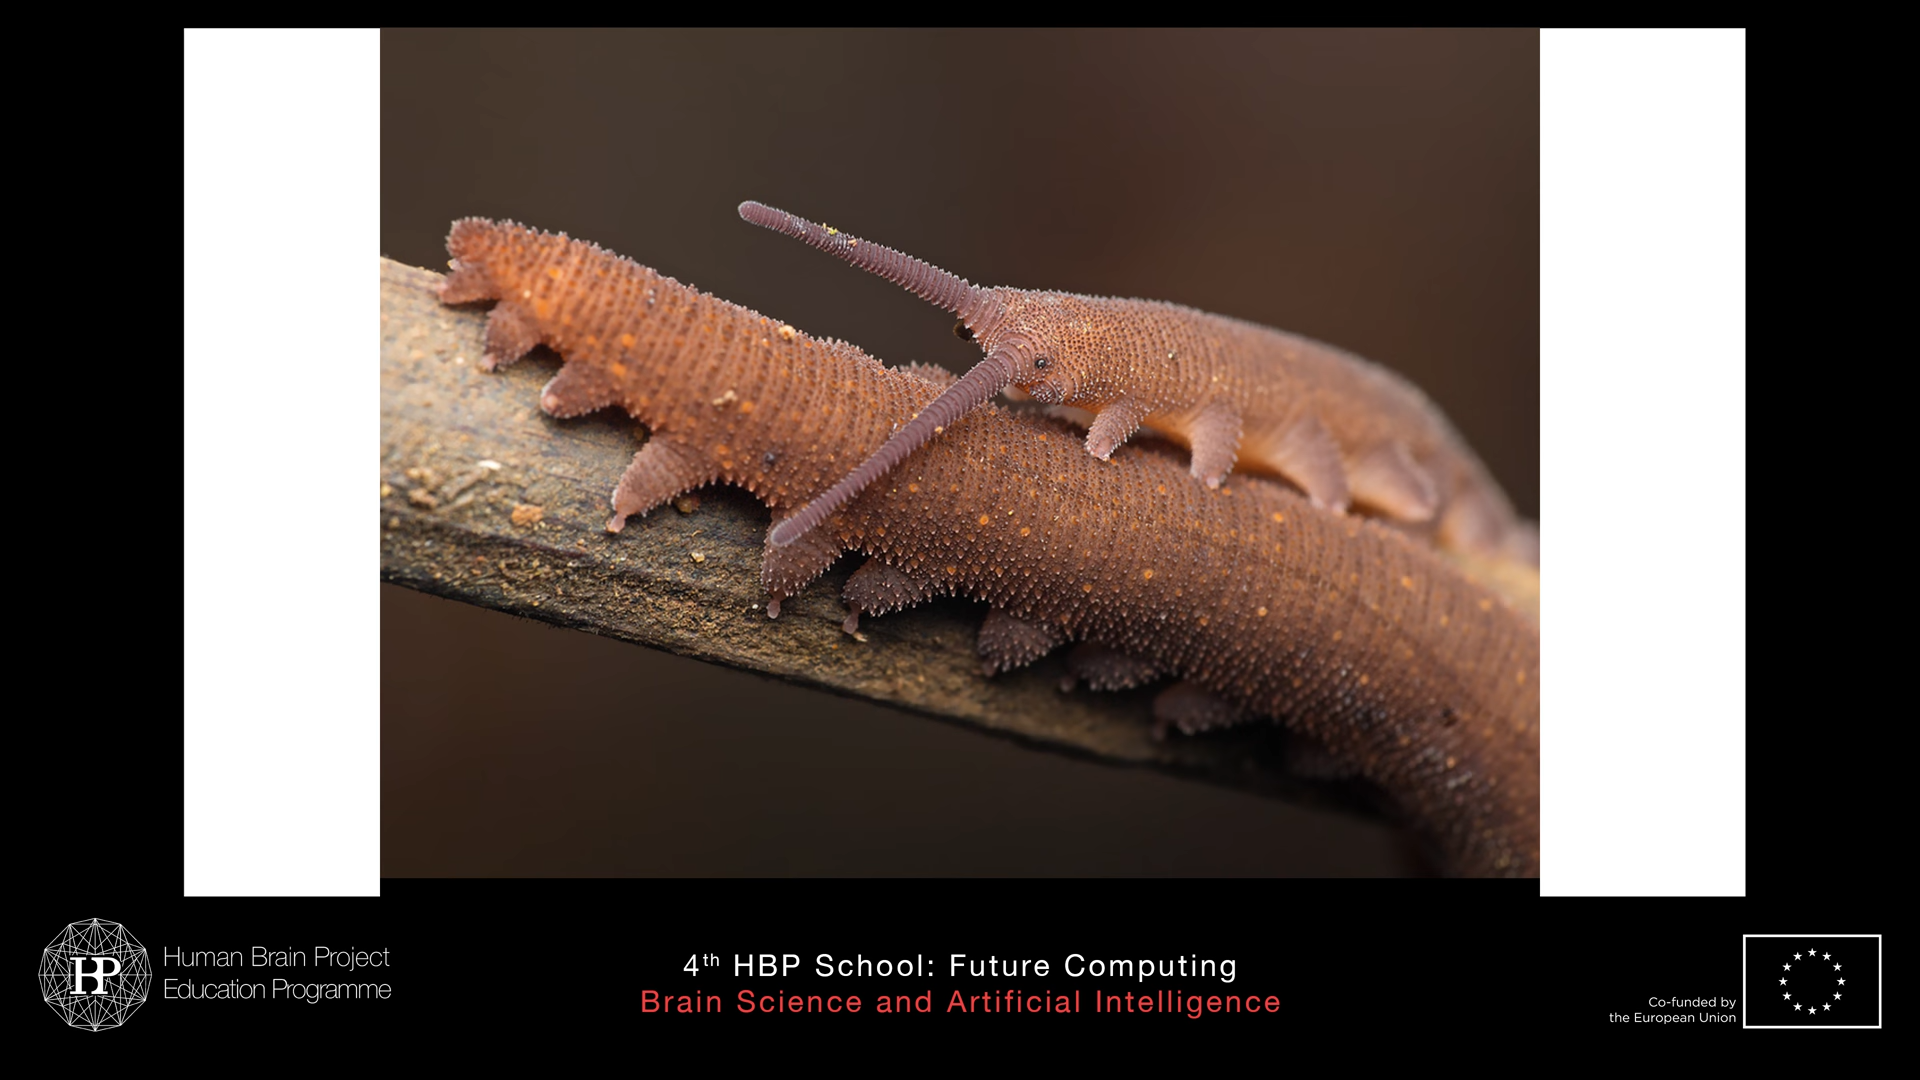 HBP
Human Brain Project
Education Programme
4th HBP School: Future Computing
Brain Science and Artificial Intelligence
Co-funded by
the European Union